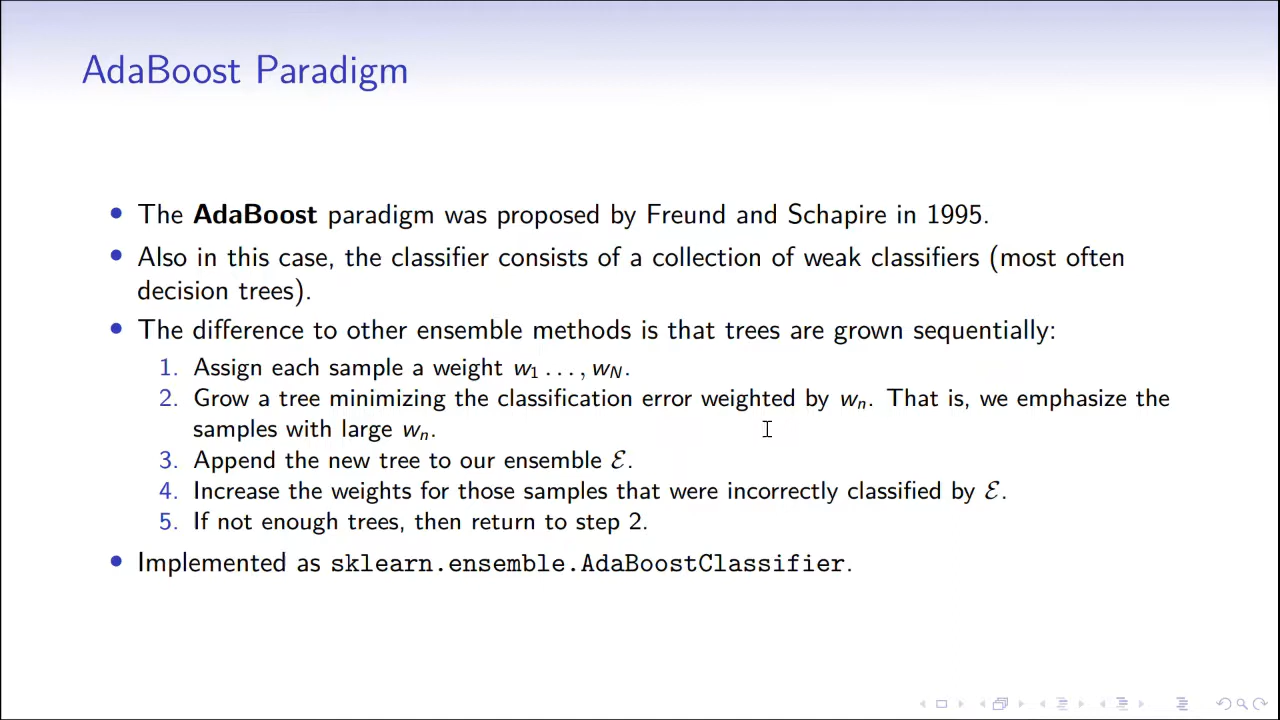 AdaBoost Paradigm
• The AdaBoost paradigm was proposed by Freund and Schapire in 1995.
• Also in this case, the classifier consists of a collection of weak classifiers (most often
decision trees).
• The difference to other ensemble methods is that trees are grown sequentially:
1. Assign each sample a weight w₁ . . . , w_N.
2. Grow a tree minimizing the classification error weighted by wₙ. That is, we emphasize the
samples with large wₙ.
3. Append the new tree to our ensemble ℰ.
4. Increase the weights for those samples that were incorrectly classified by ℰ.
5. If not enough trees, then return to step 2.
• Implemented as sklearn.ensemble.AdaBoostClassifier.